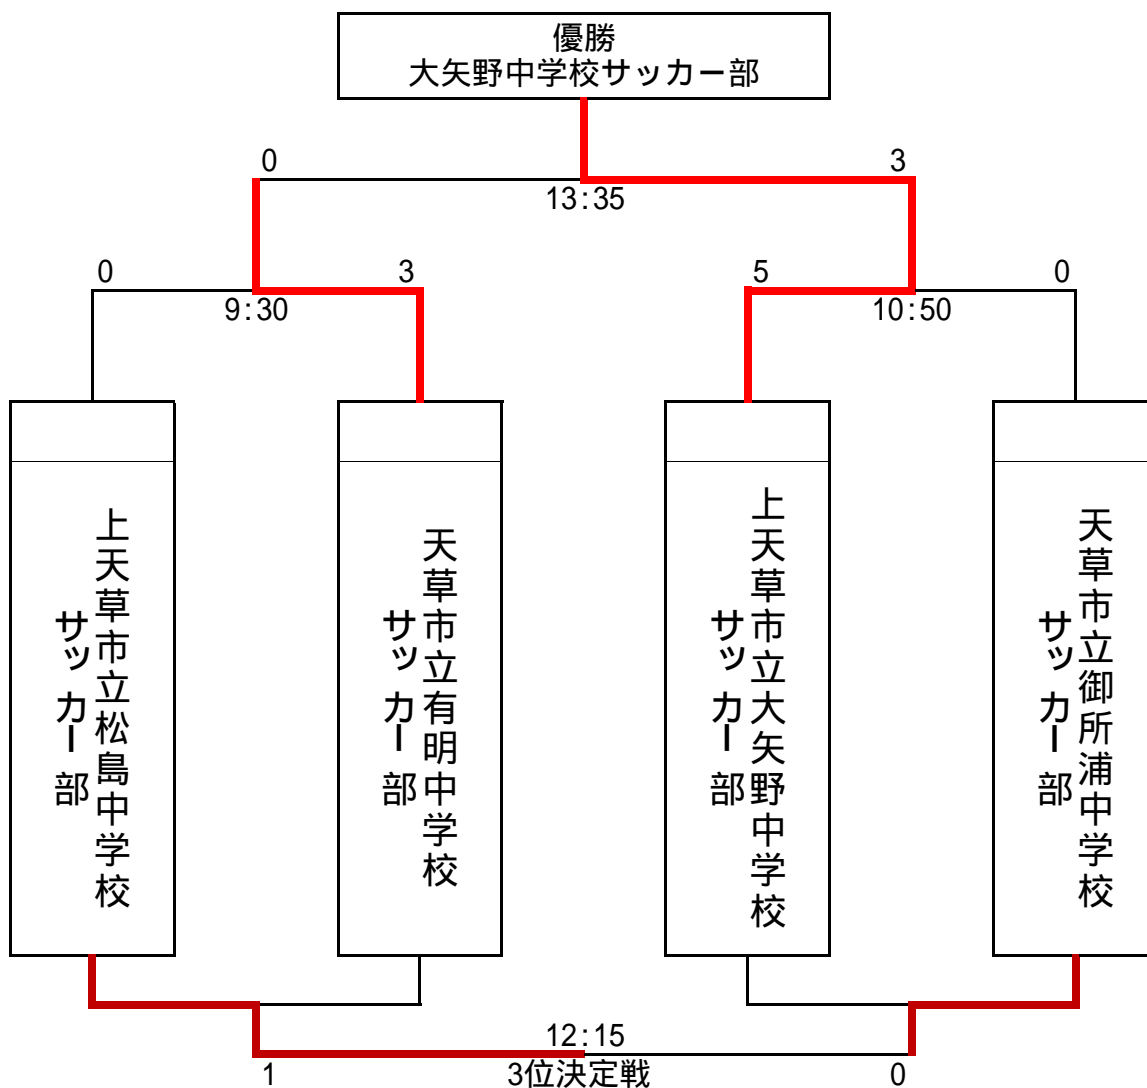 優勝
大矢野中学校サッカー部
0
3
13:35
0
3
5
0
9:30
10:50
上天草市立松島中学校
サッカー部
天草市立有明中学校
サッカー部
上天草市立大矢野中学校
サッカー部
天草市立御所浦中学校
サッカー部
12:15
1
3位決定戦
0